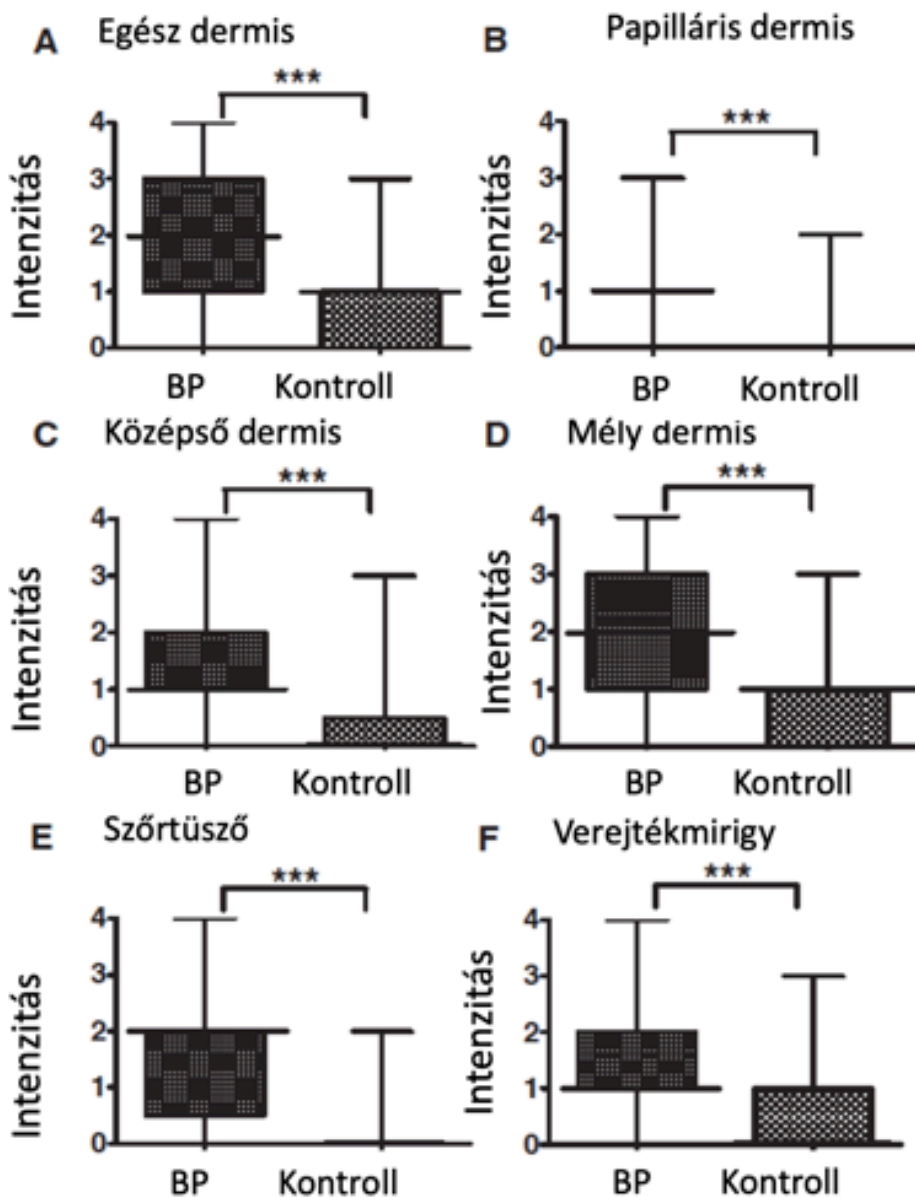 A Egész dermis
***
Intenzitás
4
3
2
1
0
BP Kontroll
B Papilláris dermis
***
Intenzitás
4
3
2
1
0
BP Kontroll
C Középső dermis
***
Intenzitás
4
3
2
1
0
BP Kontroll
D Mély dermis
***
Intenzitás
4
3
2
1
0
BP Kontroll
E Szőrtüsző
***
Intenzitás
4
3
2
1
0
BP Kontroll
F Verejtékmirigy
***
Intenzitás
4
3
2
1
0
BP Kontroll